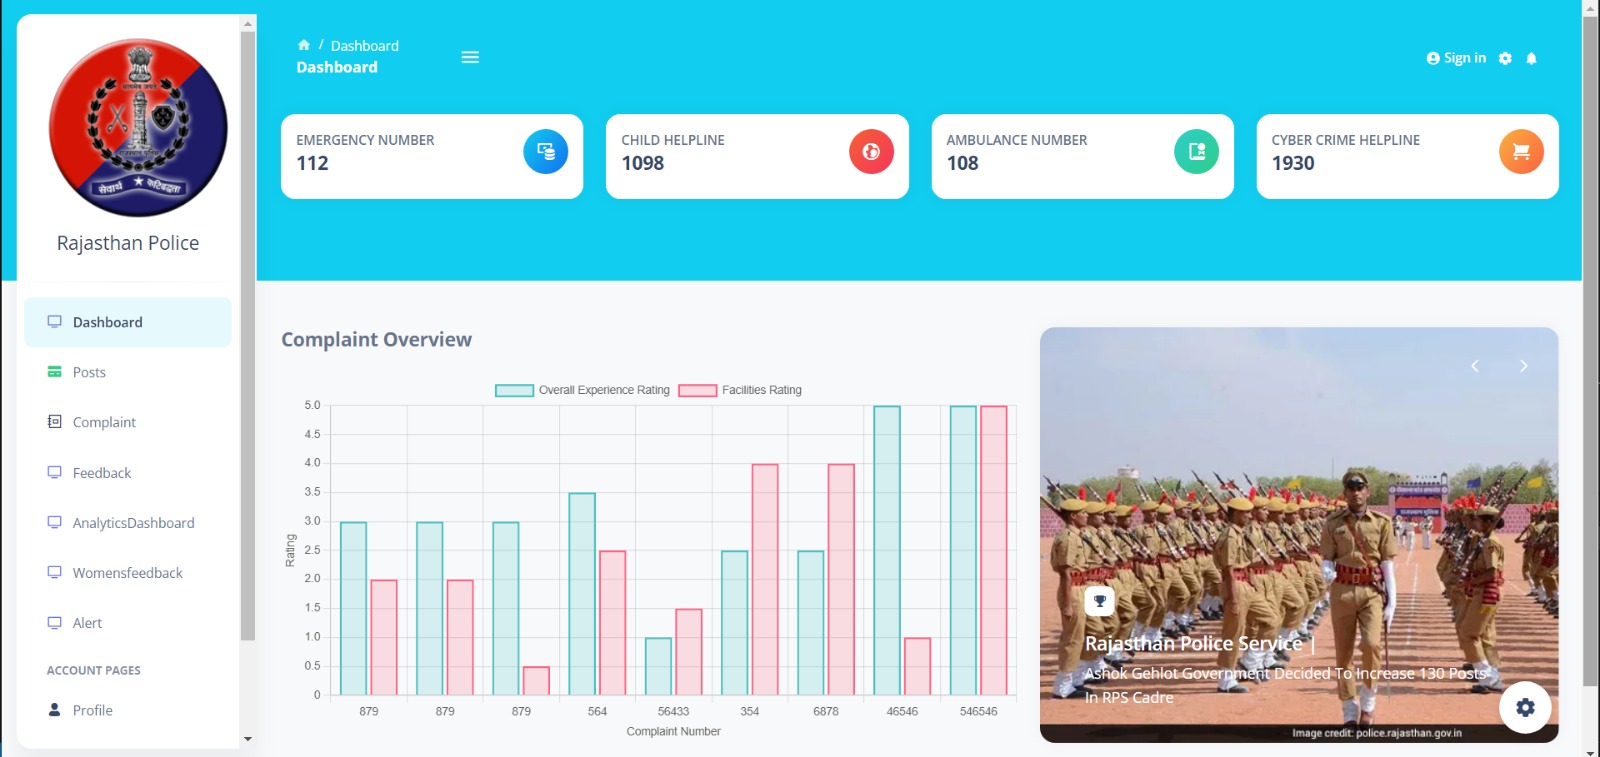 सत्यमेव जयते
राजस्थान पुलिस
सेवार्थ कटिबद्धता
Rajasthan Police
Dashboard
Posts
Complaint
Feedback
AnalyticsDashboard
Womensfeedback
Alert
ACCOUNT PAGES
Profile
/ Dashboard
Dashboard
Sign in
EMERGENCY NUMBER
112
CHILD HELPLINE
1098
AMBULANCE NUMBER
108
CYBER CRIME HELPLINE
1930
Complaint Overview
Overall Experience Rating Facilities Rating
5.0
4.5
4.0
3.5
3.0
2.5
2.0
1.5
1.0
0.5
0
Rating
879 879 879 564 56433 354 6878 46546 546546
Complaint Number
Rajasthan Police Service |
Ashok Gehlot Government Decided To Increase 130 Posts
In RPS Cadre
Image credit: police.rajasthan.gov.in